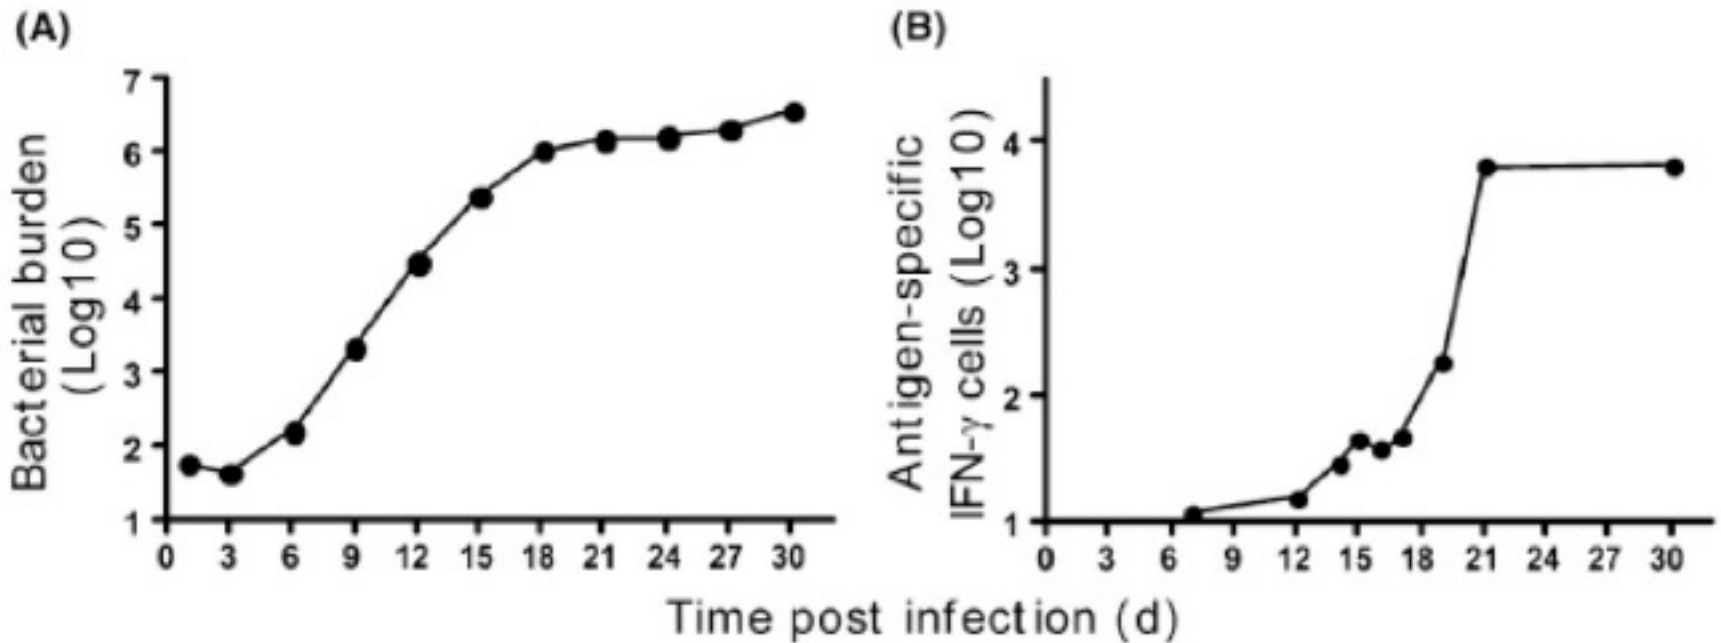 (A)
Bacterial burden
(Log10)
7
6
5
4
3
2
1
0 3 6 9 12 15 18 21 24 27 30
(B)
Antigen-specific
IFN-γ cells (Log10)
4
3
2
1
0 3 6 9 12 15 18 21 24 27 30
Time post infection (d)